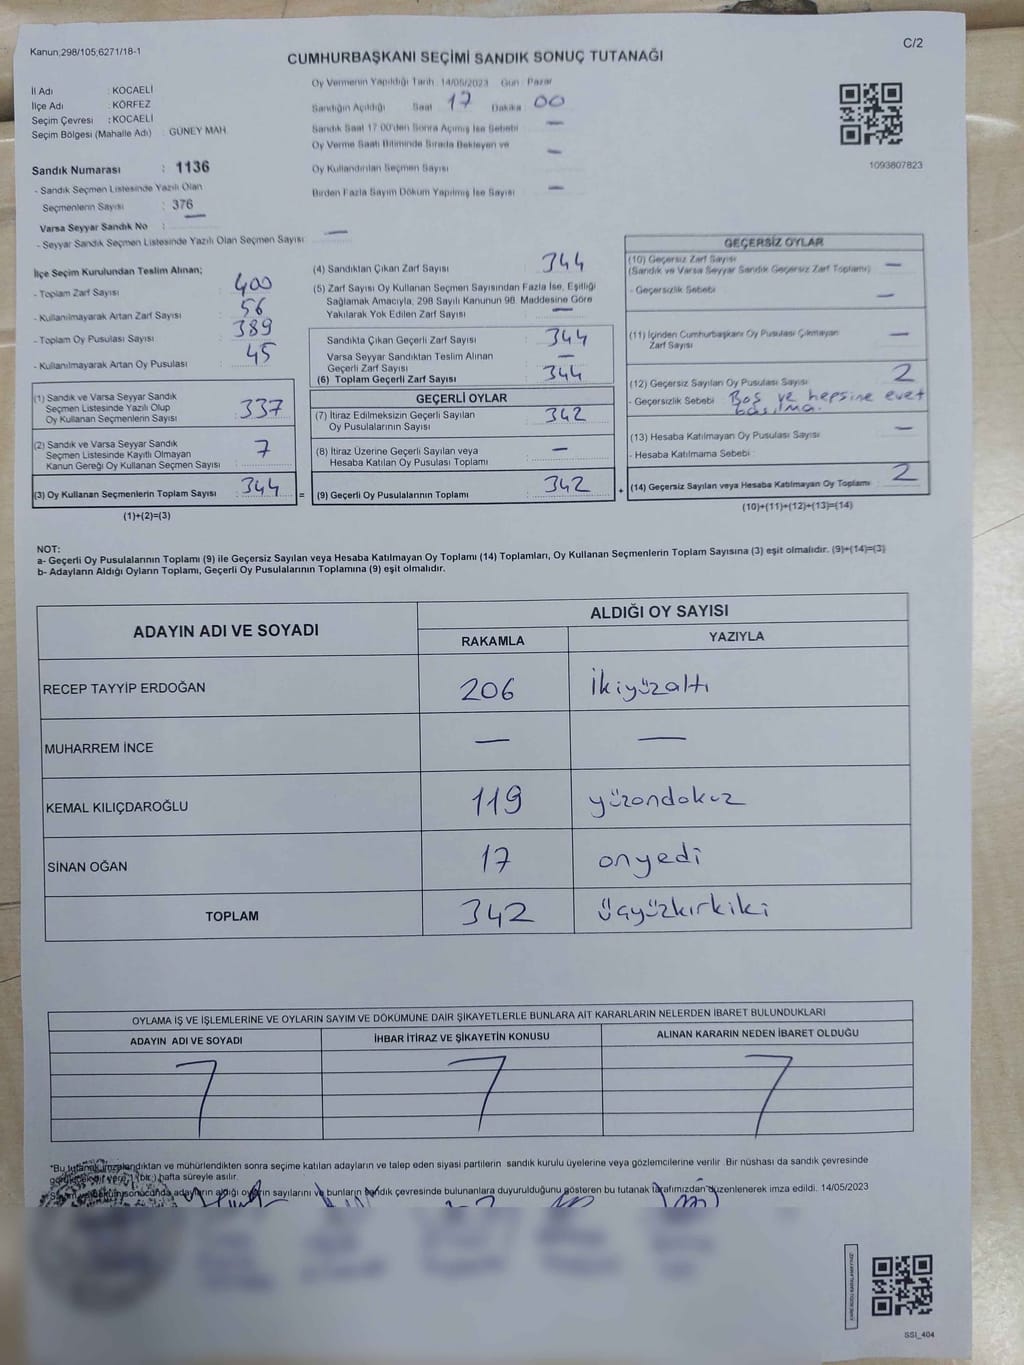 Kanun,298/105,6271/18-1
C/2
CUMHURBAŞKANI SEÇİMİ SANDIK SONUÇ TUTANAĞI
İl Adı : KOCAELİ
İlçe Adı : KÖRFEZ
Seçim Çevresi : KOCAELİ
Seçim Bölgesi (Mahalle Adı) : GÜNEY MAH.
Oy Vermenin Yapıldığı Tarih 14/05/2023 Gün : Pazar
Sandığın Açıldığı Saat 17 Dakika 00
Sandık Saat 17:00'den Sonra Açılmış İse Sebebi —
Oy Verme Saati Bitiminde Sırada Bekleyen ve
Oy Kullandırılan Seçmen Sayısı —
Birden Fazla Sayım Döküm Yapılmış İse Sayısı —
1093807823
Sandık Numarası : 1136
- Sandık Seçmen Listesinde Yazılı Olan
Seçmenlerin Sayısı : 376
Varsa Seyyar Sandık No : —
- Seyyar Sandık Seçmen Listesinde Yazılı Olan Seçmen Sayısı : —
İlçe Seçim Kurulundan Teslim Alınan;
- Toplam Zarf Sayısı : 400
- Kullanılmayarak Artan Zarf Sayısı : 56
- Toplam Oy Pusulası Sayısı : 389
- Kullanılmayarak Artan Oy Pusulası : 45
(1) Sandık ve Varsa Seyyar Sandık
Seçmen Listesinde Yazılı Olup
Oy Kullanan Seçmenlerin Sayısı : 337
(2) Sandık ve Varsa Seyyar Sandık
Seçmen Listesinde Kayıtlı Olmayan
Kanun Gereği Oy Kullanan Seçmen Sayısı : 7
(3) Oy Kullanan Seçmenlerin Toplam Sayısı : 344 =
(1)+(2)=(3)
(4) Sandıktan Çıkan Zarf Sayısı : 344
(5) Zarf Sayısı Oy Kullanan Seçmen Sayısından Fazla İse, Eşitliği
Sağlamak Amacıyla, 298 Sayılı Kanunun 98. Maddesine Göre
Yakılarak Yok Edilen Zarf Sayısı : —
Sandıkta Çıkan Geçerli Zarf Sayısı : 344
Varsa Seyyar Sandıktan Teslim Alınan
Geçerli Zarf Sayısı : —
(6) Toplam Geçerli Zarf Sayısı : 344
GEÇERLİ OYLAR
(7) İtiraz Edilmeksizin Geçerli Sayılan
Oy Pusulalarının Sayısı : 342
(8) İtiraz Üzerine Geçerli Sayılan veya
Hesaba Katılan Oy Pusulası Toplamı : —
(9) Geçerli Oy Pusulalarının Toplamı : 342 +
GEÇERSİZ OYLAR
(10) Geçersiz Zarf Sayısı
(Sandık ve Varsa Seyyar Sandık Geçersiz Zarf Toplamı) : —
- Geçersizlik Sebebi : —
(11) İçinden Cumhurbaşkanı Oy Pusulası Çıkmayan
Zarf Sayısı : —
(12) Geçersiz Sayılan Oy Pusulası Sayısı : 2
- Geçersizlik Sebebi : Boş ve hepsine evet
basılma.
(13) Hesaba Katılmayan Oy Pusulası Sayısı : —
- Hesaba Katılmama Sebebi :
(14) Geçersiz Sayılan veya Hesaba Katılmayan Oy Toplamı : 2
(10)+(11)+(12)+(13)=(14)
NOT:
a- Geçerli Oy Pusulalarının Toplamı (9) ile Geçersiz Sayılan veya Hesaba Katılmayan Oy Toplamı (14) Toplamları, Oy Kullanan Seçmenlerin Toplam Sayısına (3) eşit olmalıdır. (9)+(14)=(3)
b- Adayların Aldığı Oyların Toplamı, Geçerli Oy Pusulalarının Toplamına (9) eşit olmalıdır.
ADAYIN ADI VE SOYADI
ALDIĞI OY SAYISI
RAKAMLA YAZIYLA
RECEP TAYYİP ERDOĞAN 206 ikiyüzaltı
MUHARREM İNCE — —
KEMAL KILIÇDAROĞLU 119 yüzondokuz
SİNAN OĞAN 17 onyedi
TOPLAM 342 üçyüzkırkiki
OYLAMA İŞ VE İŞLEMLERİNE VE OYLARIN SAYIM VE DÖKÜMÜNE DAİR ŞİKAYETLERLE BUNLARA AİT KARARLARIN NELERDEN İBARET BULUNDUKLARI
ADAYIN ADI VE SOYADI İHBAR İTİRAZ VE ŞİKAYETİN KONUSU ALINAN KARARIN NEDEN İBARET OLDUĞU
*Bu tutanak imzalandıktan ve mühürlendikten sonra seçime katılan adayların ve talep eden siyasi partilerin sandık kurulu üyelerine veya gözlemcilerine verilir. Bir nüshası da sandık çevresinde
yere, 1 (bir) hafta süreyle asılır.
sonucunda adayların aldığı oyların sayılarını ve bunların sandık çevresinde bulunanlara duyurulduğunu gösteren bu tutanak tarafımızdan düzenlenerek imza edildi. 14/05/2023
SSI_404